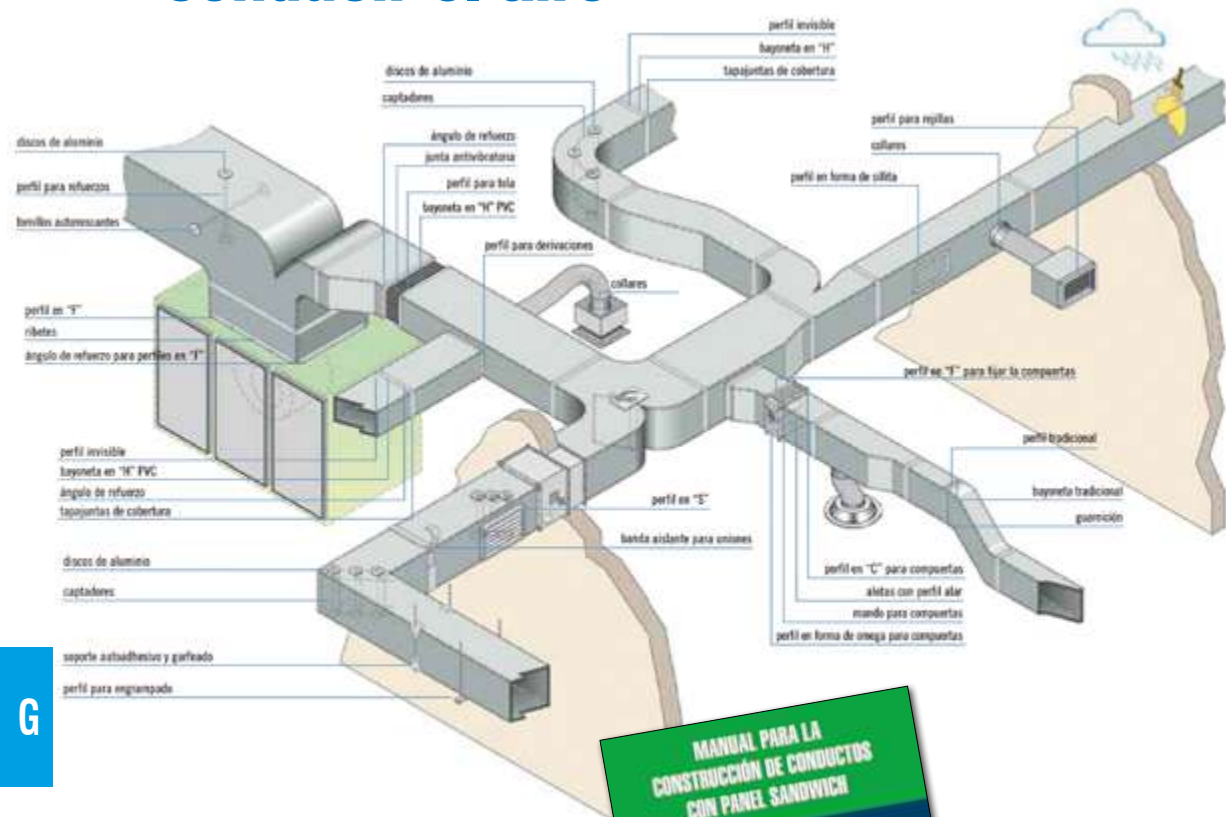 perfil invisible
bayoneta en "H"
tapajuntas de cobertura
discos de aluminio
captadores
ángulo de refuerzo
junta antivibratoria
perfil para tola
bayoneta en "H" PVC
perfil para derivaciones
collares
discos de aluminio
perfil para refuerzos
tornillos autorroscantes
perfil en "F"
ribetes
ángulo de refuerzo para perfiles en "F"
perfil para rejillas
collares
perfil en forma de sillita
perfil en "F" para fijar la compuertas
perfil tradicional
bayoneta tradicional
guarnición
perfil invisible
bayoneta en "H" PVC
ángulo de refuerzo
tapajuntas de cobertura
perfil en "S"
banda aislante para uniones
discos de aluminio
captadores
perfil en "C" para compuertas
aletas con perfil alar
mando para compuertas
perfil en forma de omega para compuertas
soporte autoadhesivo y garfeado
perfil para engrampado
G
MANUAL PARA LA
CONSTRUCCIÓN DE CONDUCTOS
CON PANEL SANDWICH